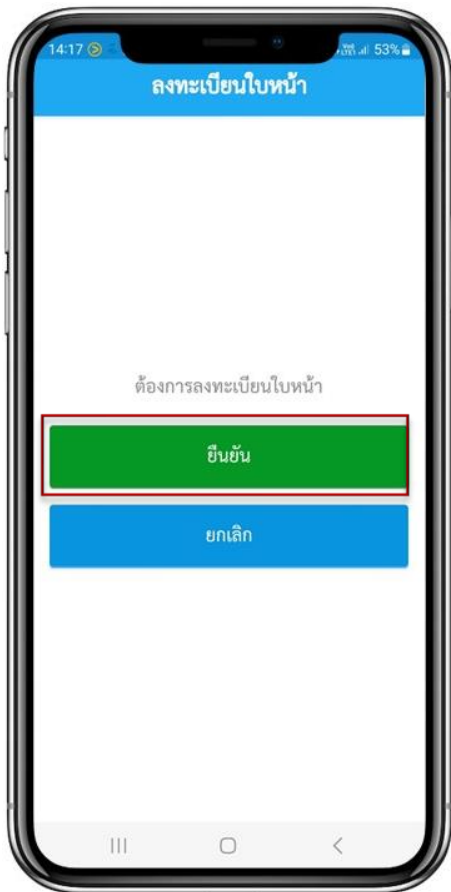 14:17 53%
ลงทะเบียนใบหน้า
ต้องการลงทะเบียนใบหน้า
ยืนยัน
ยกเลิก